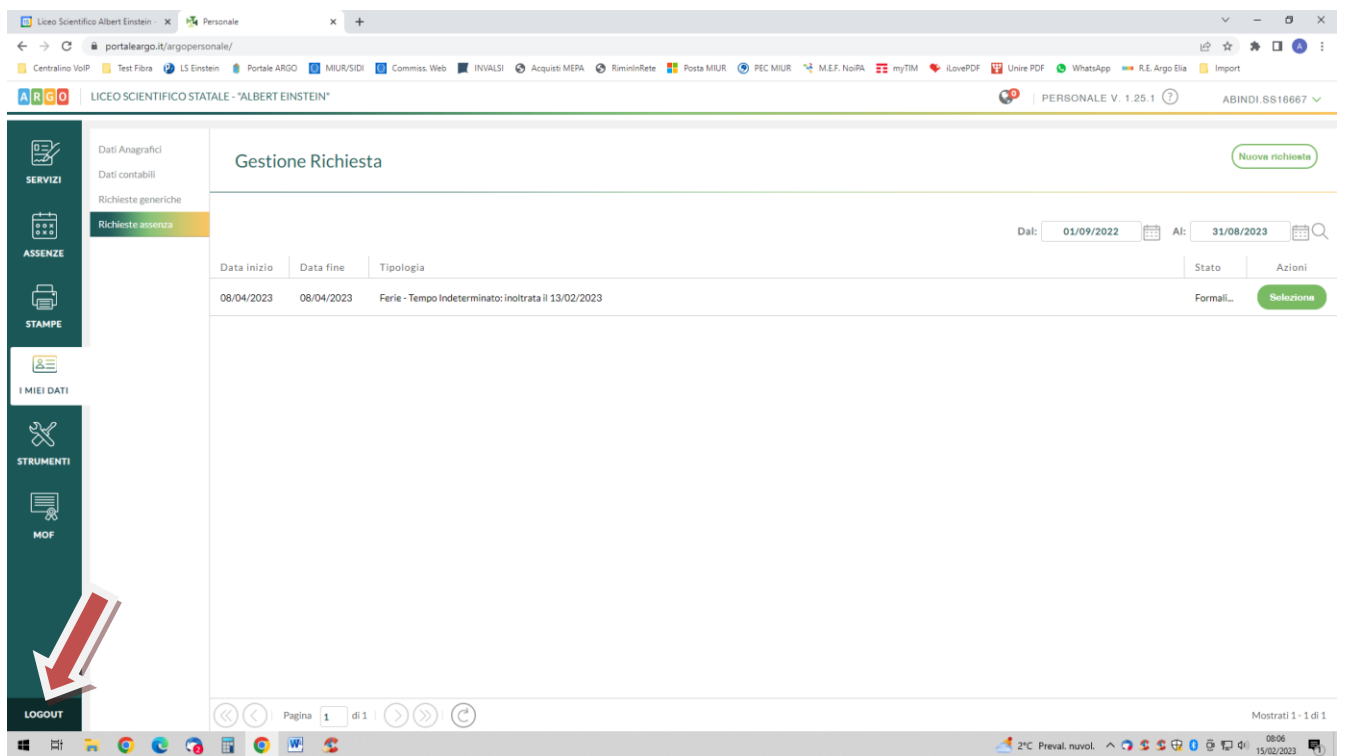 Liceo Scientifico Albert Einstein -
Personale
portaleargo.it/argopersonale/
Centralino VoIP Test Fibra LS Einstein Portale ARGO MIUR/SIDI Commiss. Web INVALSI Acquisti MEPA RiminInRete Posta MIUR PEC MIUR M.E.F. NoiPA myTIM iLovePDF Unire PDF WhatsApp R.E. Argo Elia Import
ARGO LICEO SCIENTIFICO STATALE - "ALBERT EINSTEIN" 0 PERSONALE V. 1.25.1 ? ABINDI.SS16667
SERVIZI
ASSENZE
STAMPE
I MIEI DATI
STRUMENTI
MOF
LOGOUT
Dati Anagrafici
Dati contabili
Richieste generiche
Richieste assenza
Gestione Richiesta
Nuova richiesta
Dal: 01/09/2022 Al: 31/08/2023
Data inizio Data fine Tipologia Stato Azioni
08/04/2023 08/04/2023 Ferie - Tempo Indeterminato: inoltrata il 13/02/2023 Formali... Seleziona
Pagina 1 di 1
Mostrati 1 - 1 di 1
2°C Preval. nuvol.
08:06
15/02/2023